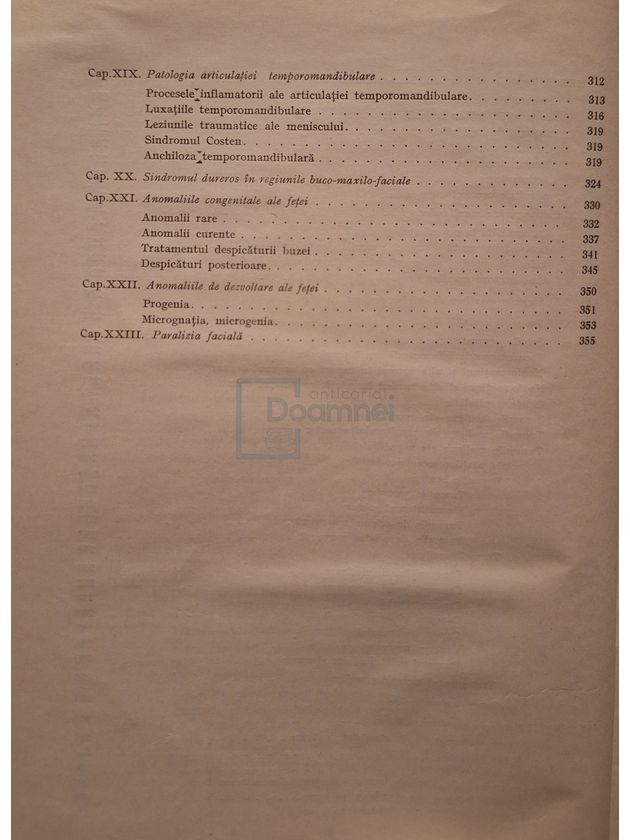 Cap.XIX. Patologia articulației temporomandibulare . . . . . . . . . . . . . . 312
Procesele inflamatorii ale articulației temporomandibulare. . . . . . . . 313
Luxațiile temporomandibulare . . . . . . . . . . . . . . . . . . . 316
Leziunile traumatice ale meniscului. . . . . . . . . . . . . . . . . 319
Sindromul Costen. . . . . . . . . . . . . . . . . . . . . . . . 319
Anchiloza temporomandibulară . . . . . . . . . . . . . . . . . . . 319
Cap. XX. Sindromul dureros în regiunile buco-maxilo-faciale . . . . . . . . . . . 324
Cap.XXI. Anomaliile congenitale ale feței . . . . . . . . . . . . . . . . . . . 330
Anomalii rare . . . . . . . . . . . . . . . . . . . . . . . . . . 332
Anomalii curente . . . . . . . . . . . . . . . . . . . . . . . . . 337
Tratamentul despicăturii buzei . . . . . . . . . . . . . . . . . . . 341
Despicături posterioare. . . . . . . . . . . . . . . . . . . . . . . 345
Cap.XXII. Anomaliile de dezvoltare ale feței . . . . . . . . . . . . . . . . . . 350
Progenia. . . . . . . . . . . . . . . . . . . . . . . . . . . . 351
Micrognația, microgenia. . . . . . . . . . . . . . . . . . . . . . 353
Cap.XXIII. Paralizia facială . . . . . . . . . . . . . . . . . . . . . . . . 355
anticariat
Doamnei